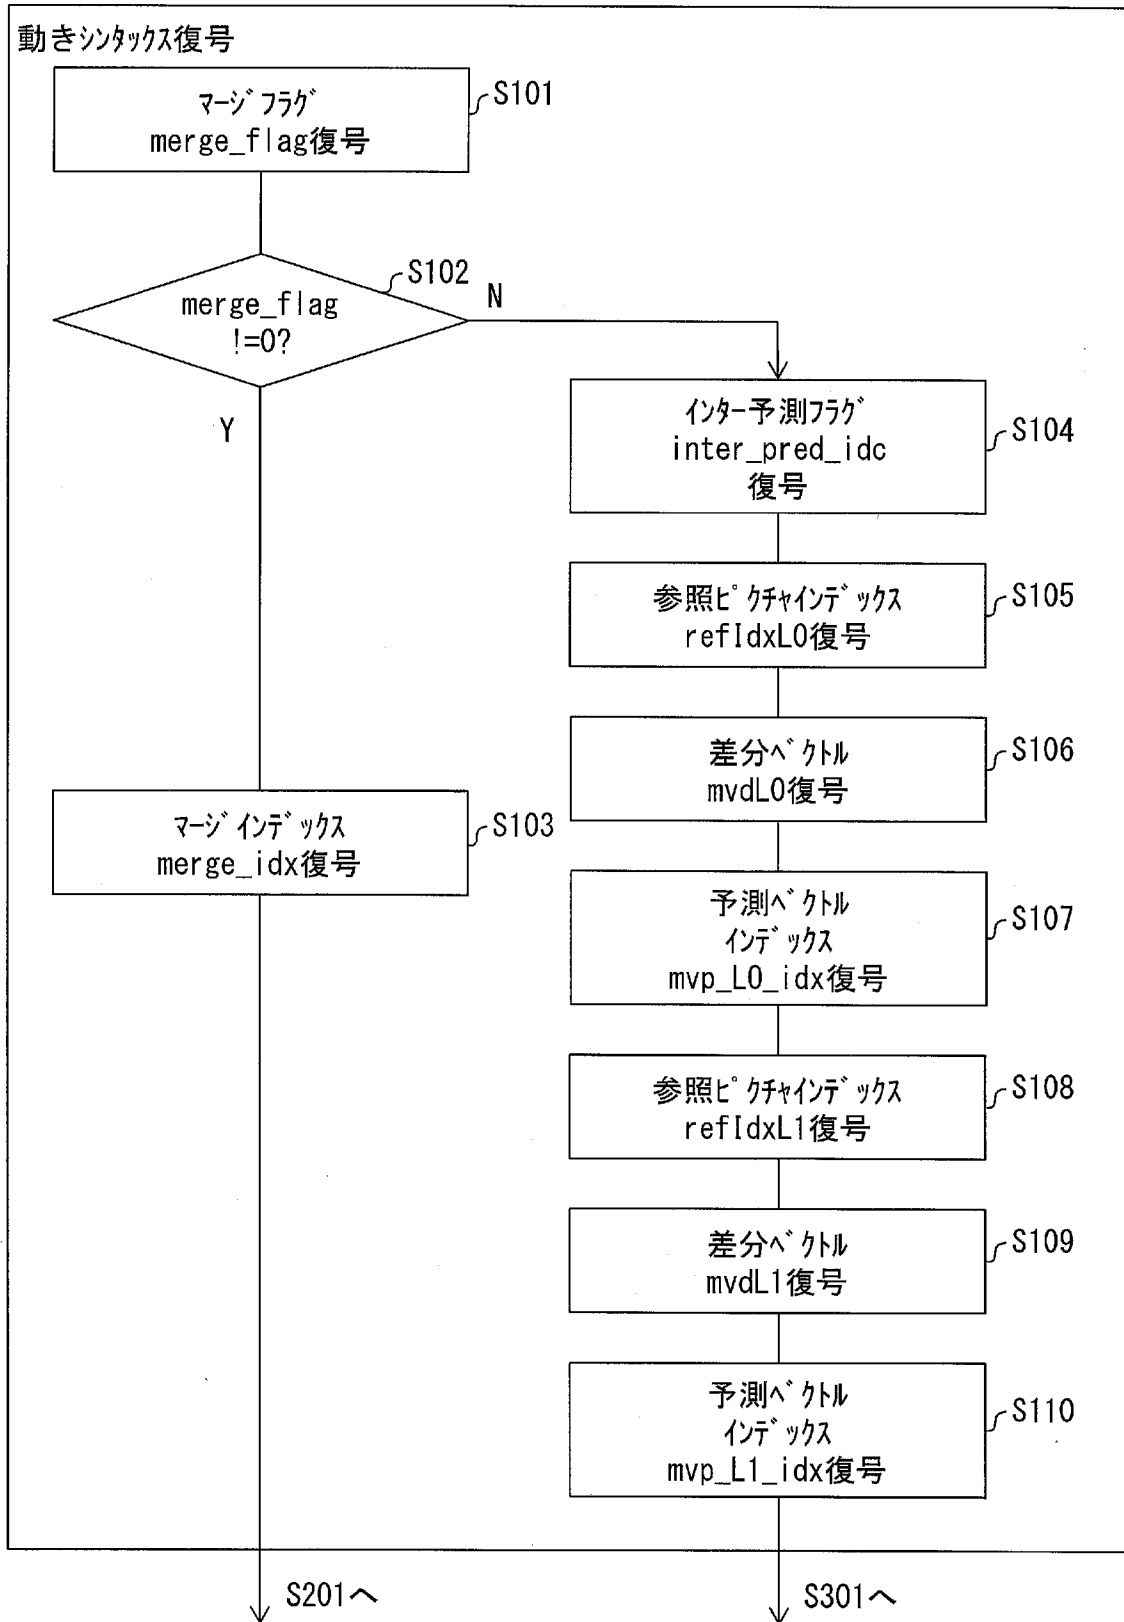 動きシンタックス復号
マージフラグ
merge_flag復号
S101
merge_flag
!=0?
S102
N
Y
インター予測フラグ
inter_pred_idc
復号
S104
参照ピクチャインデックス
refIdxL0復号
S105
差分ベクトル
mvdL0復号
S106
マージインデックス
merge_idx復号
S103
予測ベクトル
インデックス
mvp_L0_idx復号
S107
参照ピクチャインデックス
refIdxL1復号
S108
差分ベクトル
mvdL1復号
S109
予測ベクトル
インデックス
mvp_L1_idx復号
S110
S201へ
S301へ